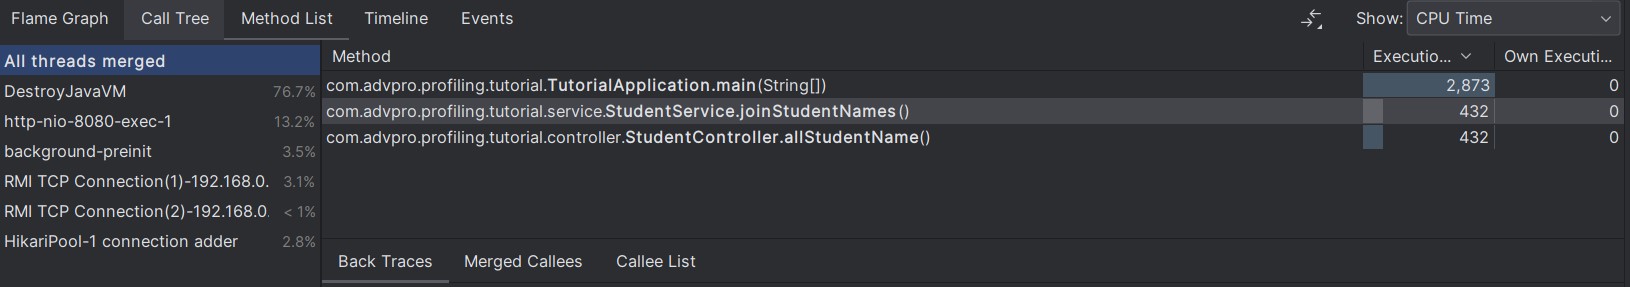 Flame Graph Call Tree Method List Timeline Events Show: CPU Time
All threads merged
DestroyJavaVM 76.7%
http-nio-8080-exec-1 13.2%
background-preinit 3.5%
RMI TCP Connection(1)-192.168.0. 3.1%
RMI TCP Connection(2)-192.168.0. < 1%
HikariPool-1 connection adder 2.8%
Method Executio... Own Executi...
com.advpro.profiling.tutorial.TutorialApplication.main(String[]) 2,873 0
com.advpro.profiling.tutorial.service.StudentService.joinStudentNames() 432 0
com.advpro.profiling.tutorial.controller.StudentController.allStudentName() 432 0
Back Traces Merged Callees Callee List